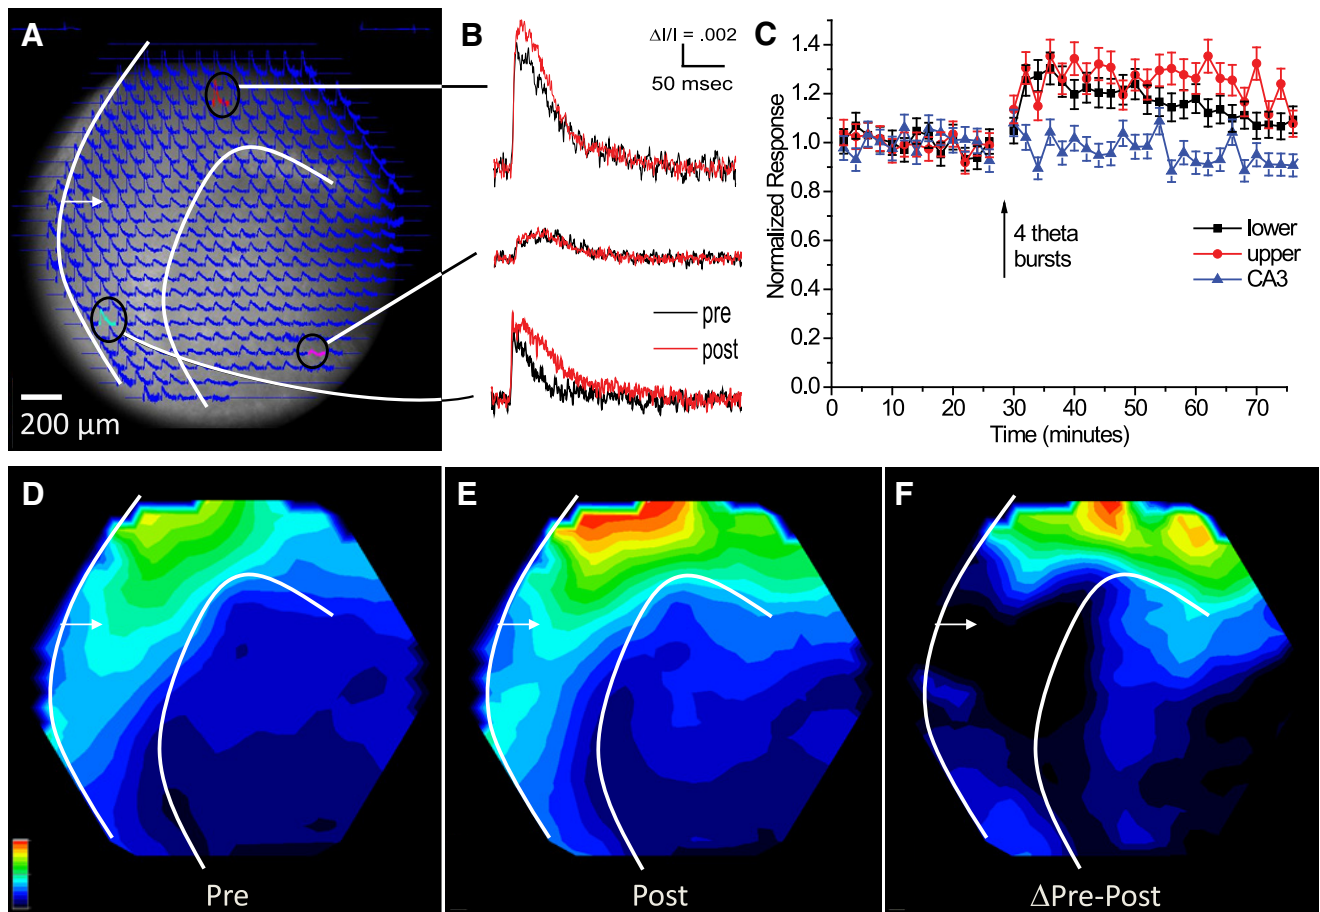 A
200 µm
B
ΔI/I = .002
50 msec
pre
post
C
Normalized Response
1.4
1.2
1.0
0.8
0.6
0.4
0.2
0.0
0 10 20 30 40 50 60 70
Time (minutes)
4 theta
bursts
lower
upper
CA3
D
Pre
E
Post
F
ΔPre-Post